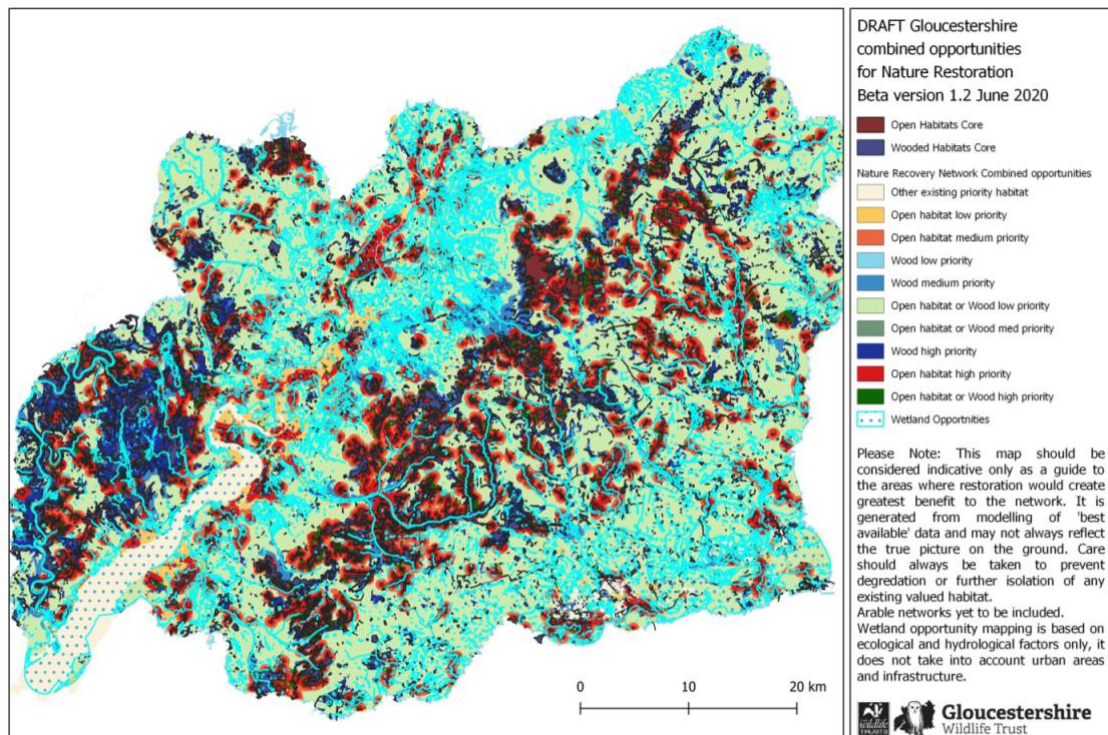 DRAFT Gloucestershire
combined opportunities
for Nature Restoration
Beta version 1.2 June 2020
Open Habitats Core
Wooded Habitats Core
Nature Recovery Network Combined opportunities
Other existing priority habitat
Open habitat low priority
Open habitat medium priority
Wood low priority
Wood medium priority
Open habitat or Wood low priority
Open habitat or Wood med priority
Wood high priority
Open habitat high priority
Open habitat or Wood high priority
Wetland Opportnities
Please Note: This map should be
considered indicative only as a guide to
the areas where restoration would create
greatest benefit to the network. It is
generated from modelling of 'best
available' data and may not always reflect
the true picture on the ground. Care
should always be taken to prevent
degredation or further isolation of any
existing valued habitat.
Arable networks yet to be included.
Wetland opportunity mapping is based on
ecological and hydrological factors only, it
does not take into account urban areas
and infrastructure.
0 10 20 km
wildlife
TRUSTS
Gloucestershire
Wildlife Trust